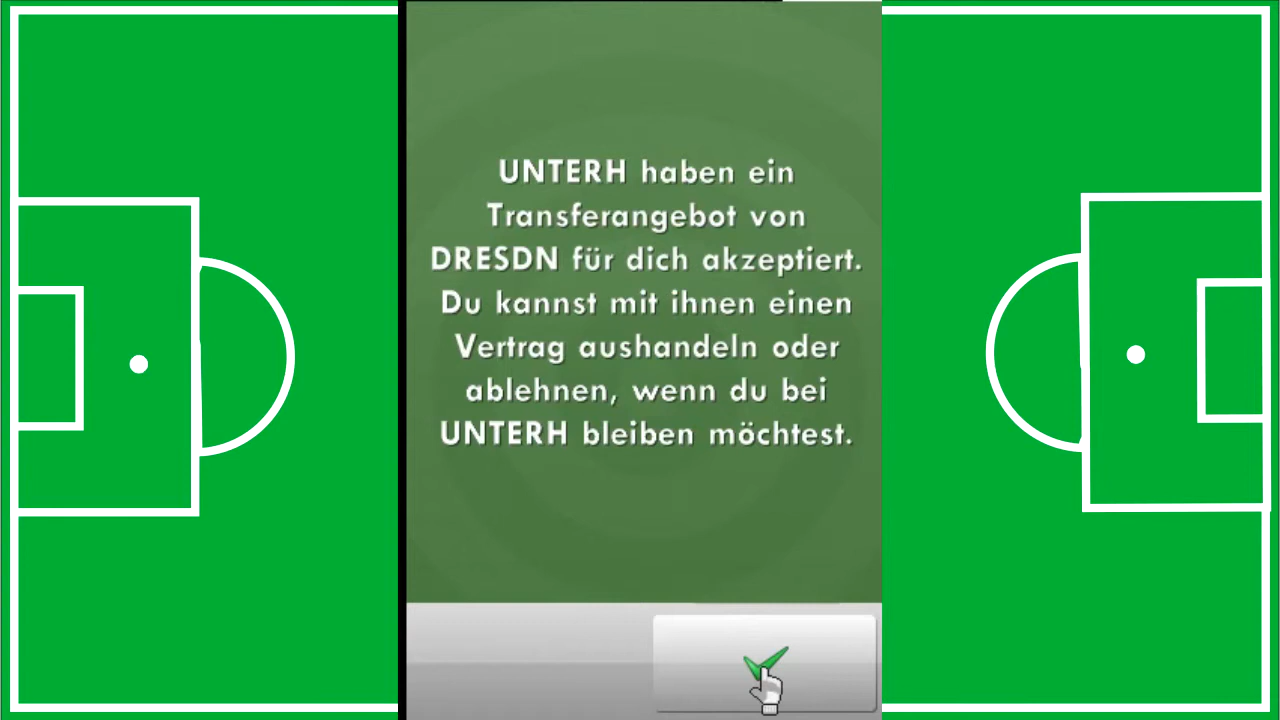 UNTERH haben ein
Transferangebot von
DRESDN für dich akzeptiert.
Du kannst mit ihnen einen
Vertrag aushandeln oder
ablehnen, wenn du bei
UNTERH bleiben möchtest.